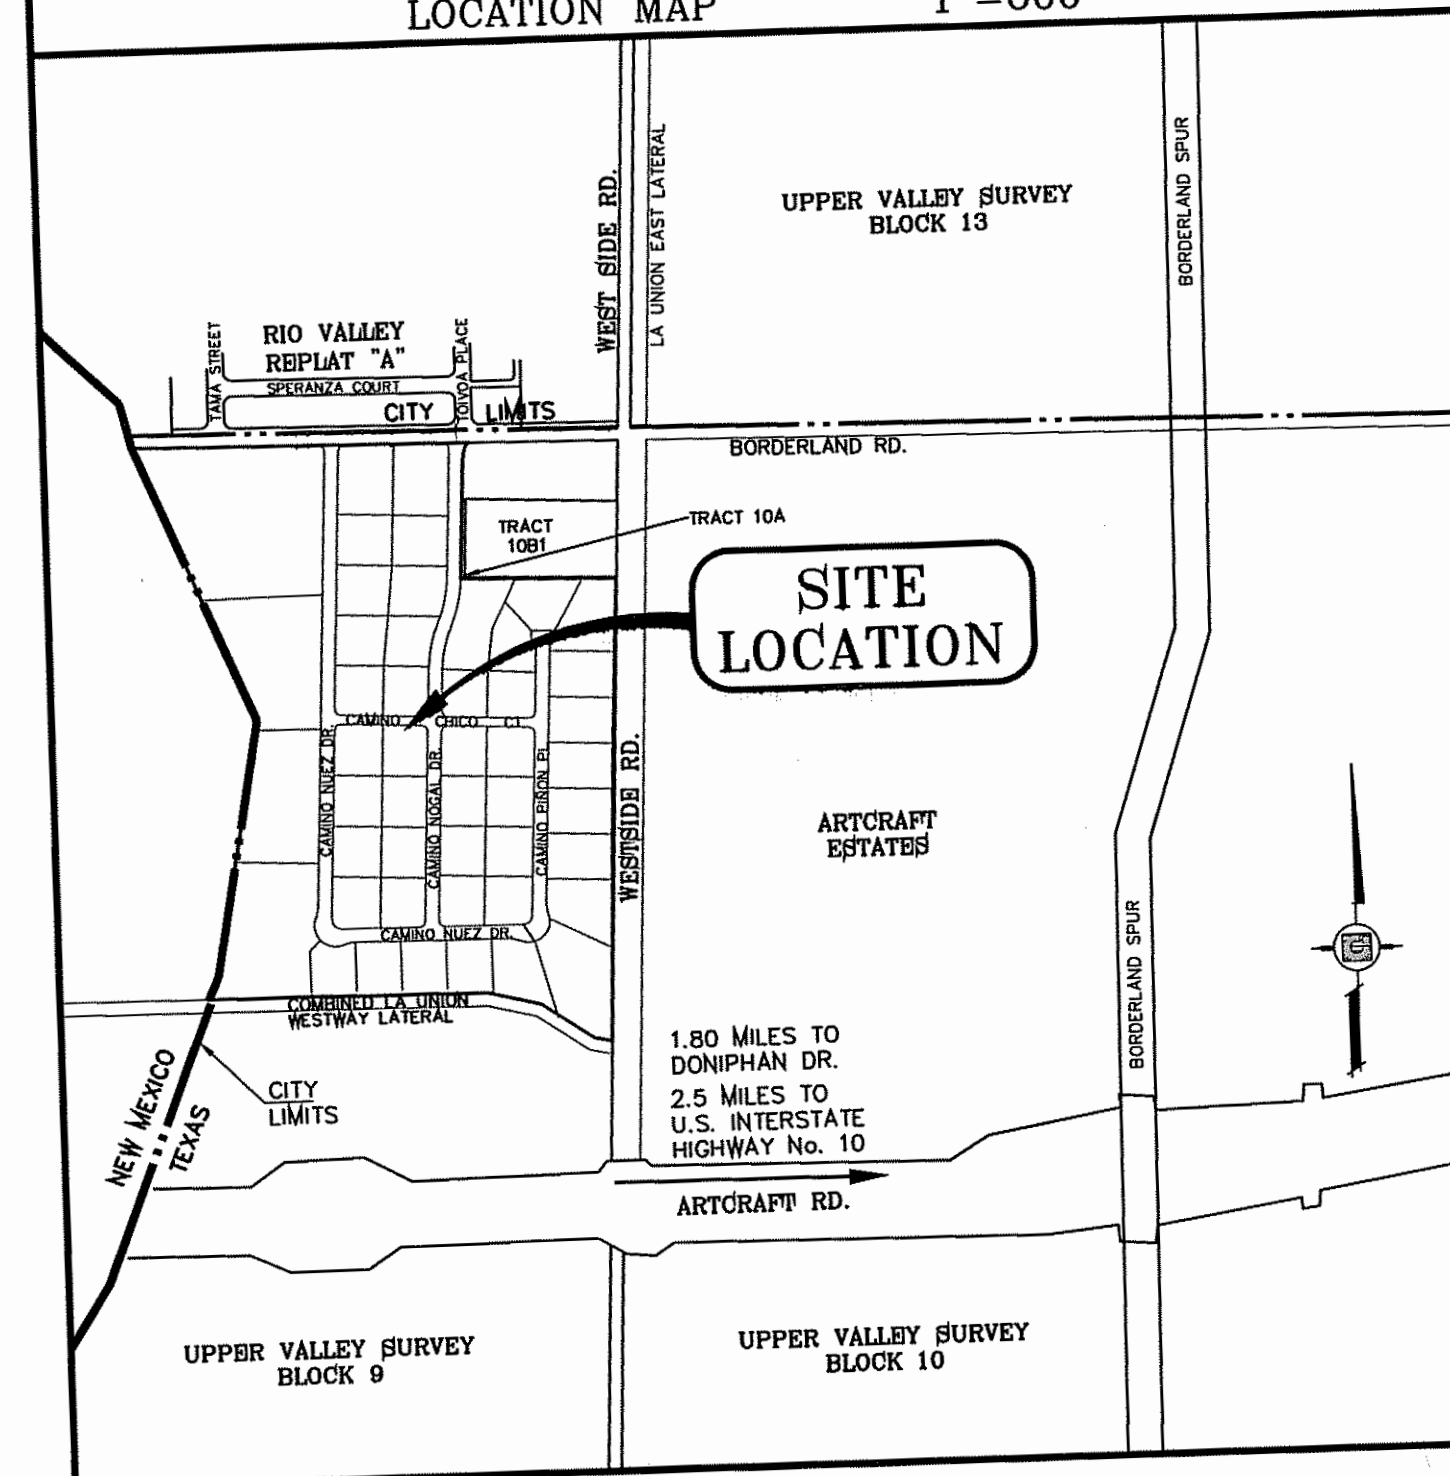 LOCATION MAP
WEST SIDE RD.
LA UNION EAST LATERAL
UPPER VALLEY SURVEY
BLOCK 13
BORDERLAND SPUR
TAMA STREET
RIO VALLEY
REPLAT "A"
SPERANZA COURT
PLACE
CITY LIMITS
BORDERLAND RD.
TRACT
10B1
TRACT 10A
SITE
LOCATION
CAMINO CHICO CT.
CAMINO NUEZ DR.
CAMINO NOGAL DR.
CAMINO PIÑON PL
WESTSIDE RD.
ARTCRAFT
ESTATES
CAMINO NUEZ DR.
BORDERLAND SPUR
COMBINED LA UNION
WESTWAY LATERAL
1.80 MILES TO
DONIPHAN DR.
2.5 MILES TO
U.S. INTERSTATE
HIGHWAY No. 10
CITY
LIMITS
NEW MEXICO
TEXAS
ARTCRAFT RD.
UPPER VALLEY SURVEY
BLOCK 9
UPPER VALLEY SURVEY
BLOCK 10